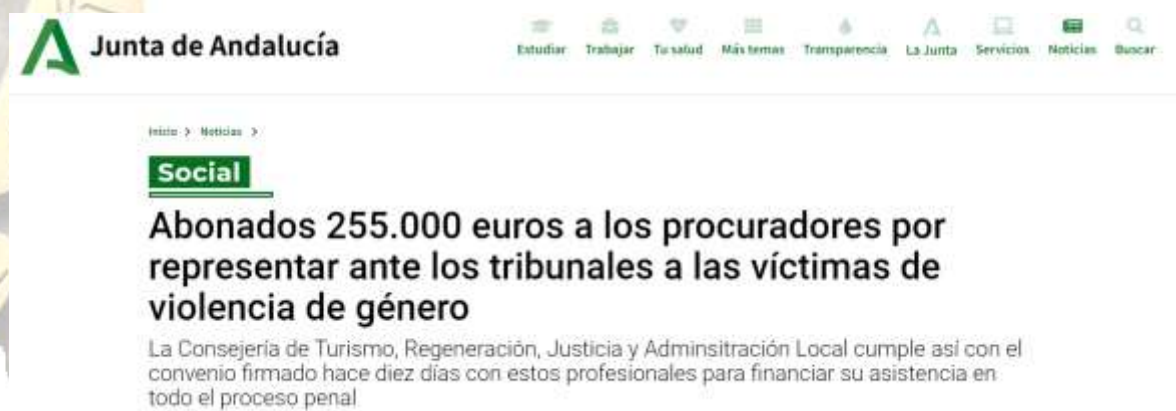 Junta de Andalucía
Estudiar Trabajar Tu salud Más temas Transparencia La Junta Servicios Noticias Buscar
Inicio > Noticias >
Social
Abonados 255.000 euros a los procuradores por
representar ante los tribunales a las víctimas de
violencia de género
La Consejería de Turismo, Regeneración, Justicia y Adminsitración Local cumple así con el
convenio firmado hace diez días con estos profesionales para financiar su asistencia en
todo el proceso penal